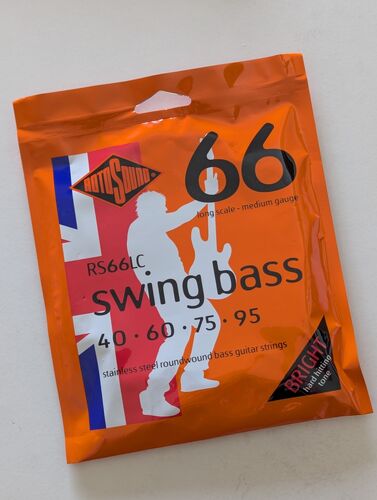 ROTOSOUND
66
long scale - medium gauge
RS66LC
swing bass
40 • 60 • 75 • 95
stainless steel roundwound bass guitar strings
BRIGHT
hard hitting
tone